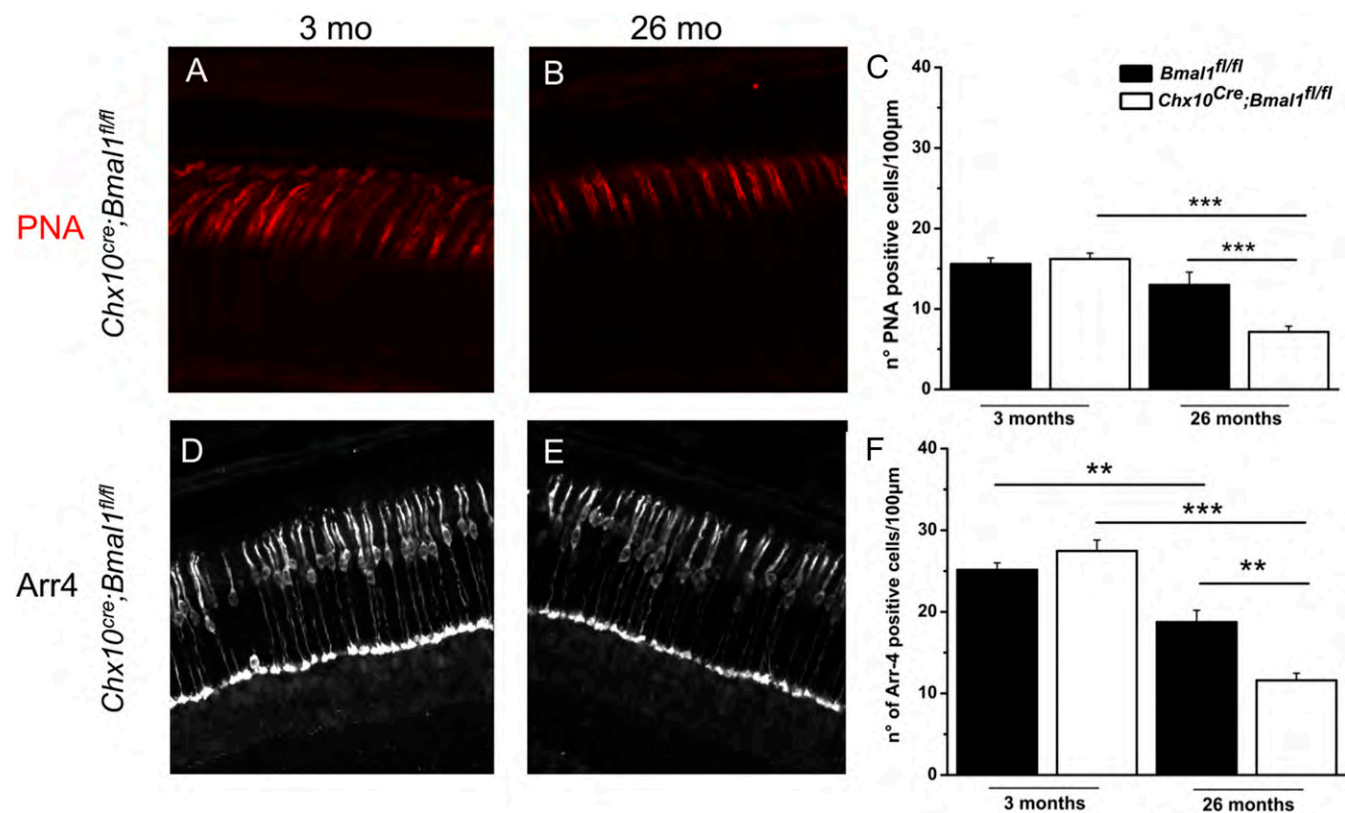 3 mo
26 mo
PNA
Chx10cre;Bmal1fl/fl
A
B
C
Bmal1fl/fl
Chx10Cre;Bmal1fl/fl
n° PNA positive cells/100µm
40
30
20
10
0
***
***
3 months
26 months
Arr4
Chx10cre;Bmal1fl/fl
D
E
F
n° of Arr-4 positive cells/100µm
40
30
20
10
0
**
***
**
3 months
26 months